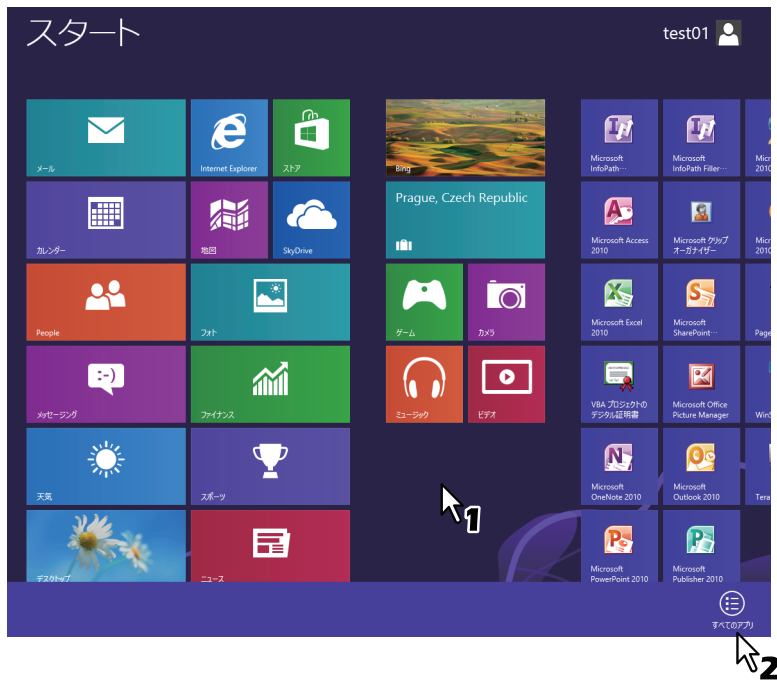 スタート
test01
メール
Internet Explorer
ストア
カレンダー
地図
SkyDrive
People
フォト
メッセージング
ファイナンス
天気
スポーツ
デスクトップ
ニュース
Bing
Prague, Czech Republic
ゲーム
カメラ
ミュージック
ビデオ
Microsoft
InfoPath…
Microsoft
InfoPath Filler…
Micr
2010
Microsoft Access
2010
Microsoft クリップ
オーガナイザー
Micr
2010
Microsoft Excel
2010
Microsoft
SharePoint…
Page
VBA プロジェクトの
デジタル証明書
Microsoft Office
Picture Manager
WinS
Microsoft
OneNote 2010
Microsoft
Outlook 2010
Tera
Microsoft
PowerPoint 2010
Microsoft
Publisher 2010
1
すべてのアプリ
2